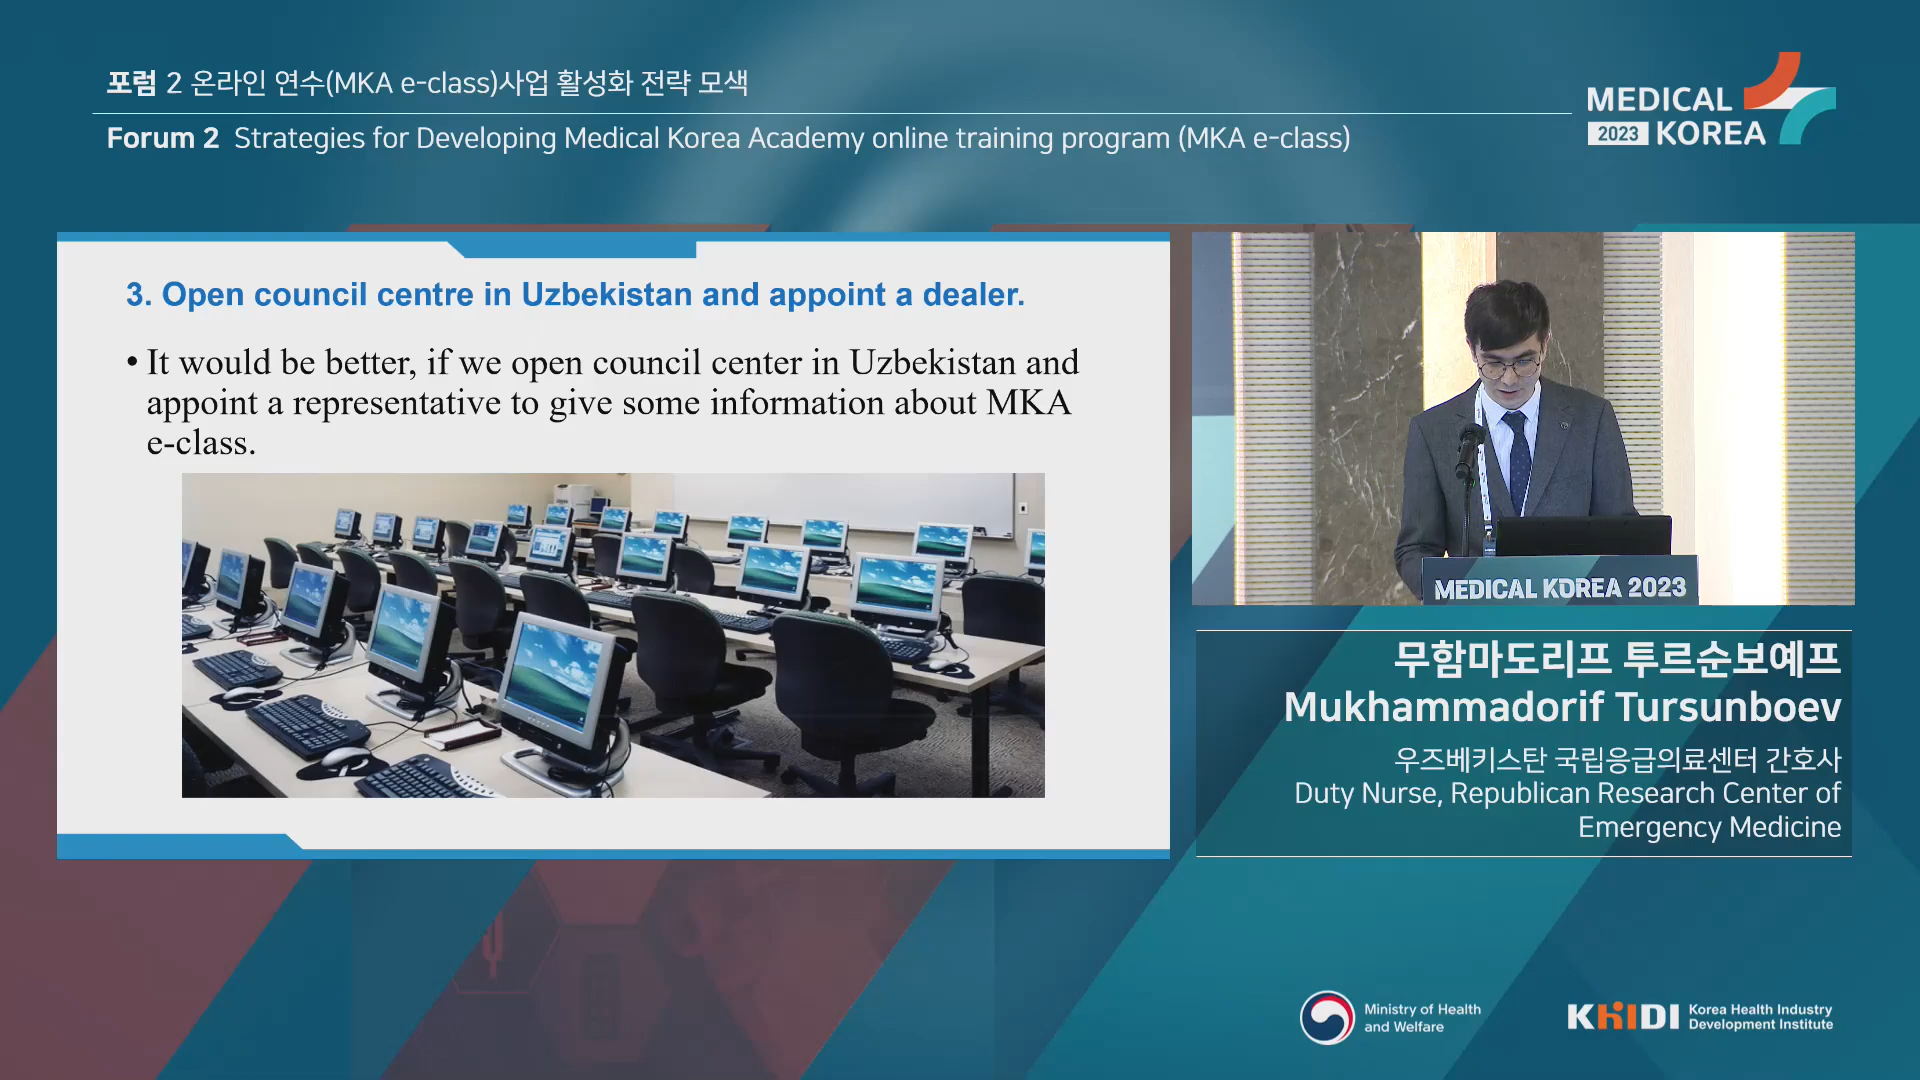 포럼 2 온라인 연수(MKA e-class)사업 활성화 전략 모색
Forum 2 Strategies for Developing Medical Korea Academy online training program (MKA e-class)
MEDICAL
2023 KOREA
3. Open council centre in Uzbekistan and appoint a dealer.
• It would be better, if we open council center in Uzbekistan and
appoint a representative to give some information about MKA
e-class.
MEDICAL KOREA 2023
무함마도리프 투르순보예프
Mukhammadorif Tursunboev
우즈베키스탄 국립응급의료센터 간호사
Duty Nurse, Republican Research Center of
Emergency Medicine
Ministry of Health
and Welfare
KHIDI
Korea Health Industry
Development Institute